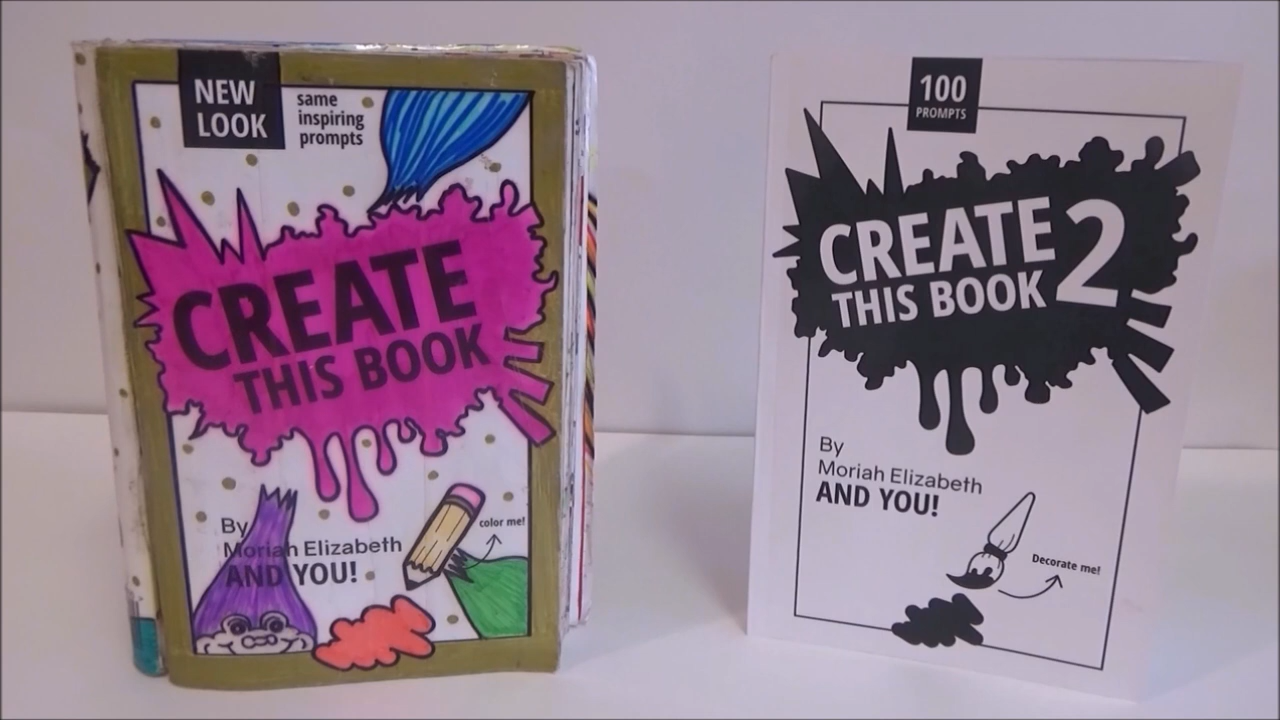 NEW
LOOK
same
inspiring
prompts
CREATE
THIS BOOK
By
Moriah Elizabeth
AND YOU!
color me!
100
PROMPTS
CREATE 2
THIS BOOK
By
Moriah Elizabeth
AND YOU!
Decorate me!